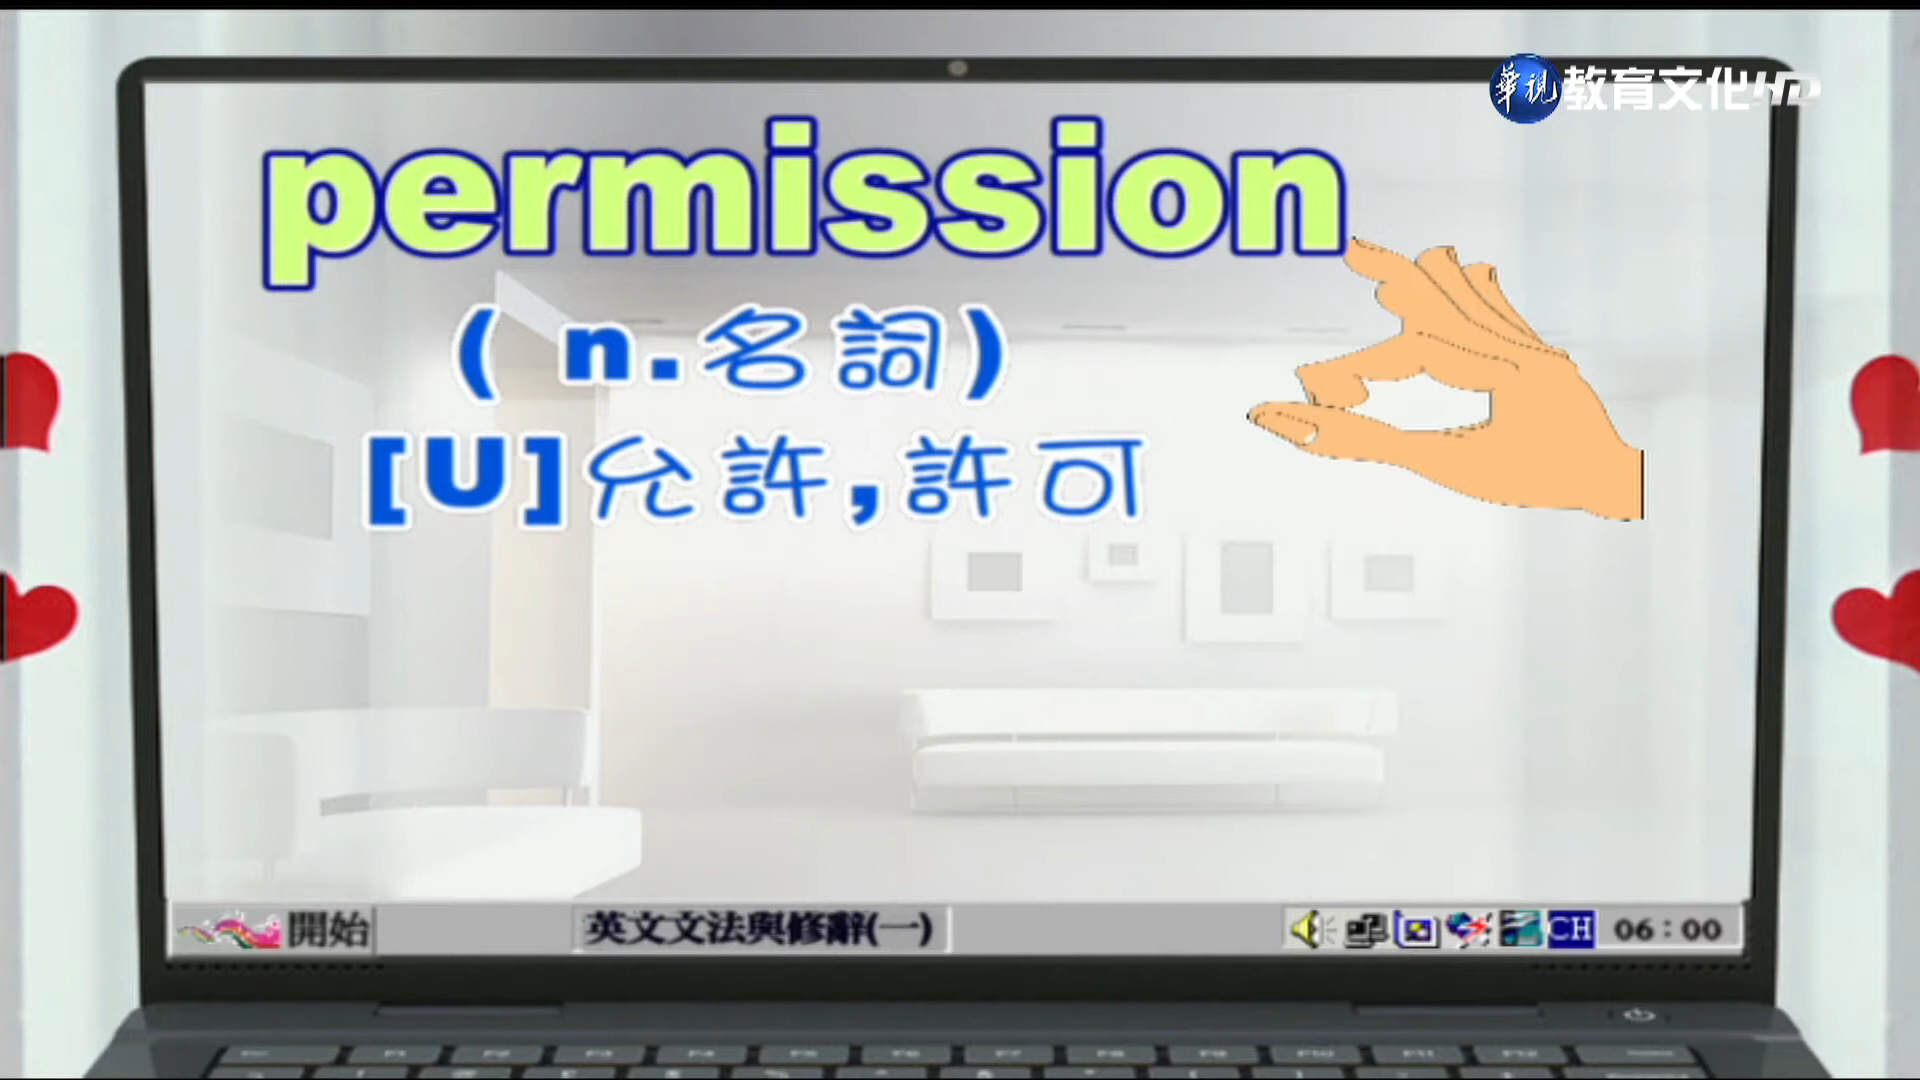 華視 教育文化HD
permission
( n.名詞)
[U]允許,許可
開始 英文文法與修辭(一) CH 06:00